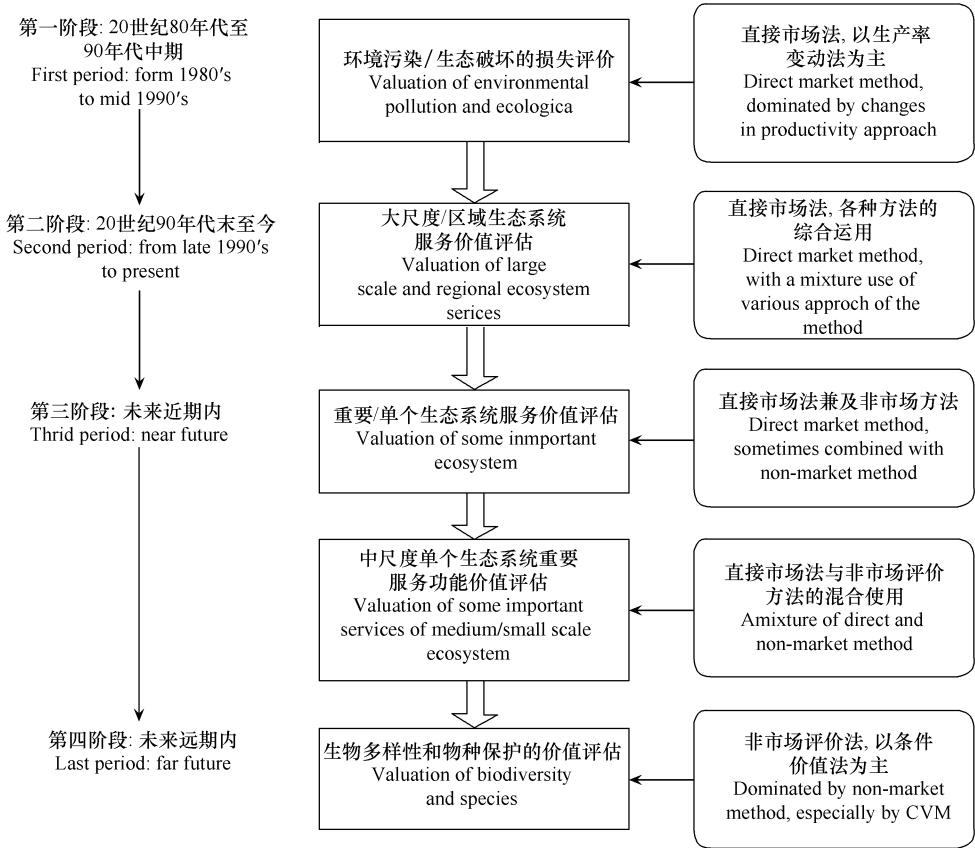 第一阶段: 20世纪80年代至
90年代中期
First period: form 1980's
to mid 1990's
环境污染/生态破坏的损失评价
Valuation of environmental
pollution and ecologica
直接市场法, 以生产率
变动法为主
Direct market method,
dominated by changes
in productivity approach
第二阶段: 20世纪90年代末至今
Second period: from late 1990's
to present
大尺度/区域生态系统
服务价值评估
Valuation of large
scale and regional ecosystem
serices
直接市场法, 各种方法的
综合运用
Direct market method,
with a mixture use of
various approch of the
method
第三阶段: 未来近期内
Thrid period: near future
重要/单个生态系统服务价值评估
Valuation of some inmportant
ecosystem
直接市场法兼及非市场方法
Direct market method,
sometimes combined with
non-market method
中尺度单个生态系统重要
服务功能价值评估
Valuation of some important
services of medium/small scale
ecosystem
直接市场法与非市场评价
方法的混合使用
Amixture of direct and
non-market method
第四阶段: 未来远期内
Last period: far future
生物多样性和物种保护的价值评估
Valuation of biodiversity
and species
非市场评价法, 以条件
价值法为主
Dominated by non-market
method, especially by CVM